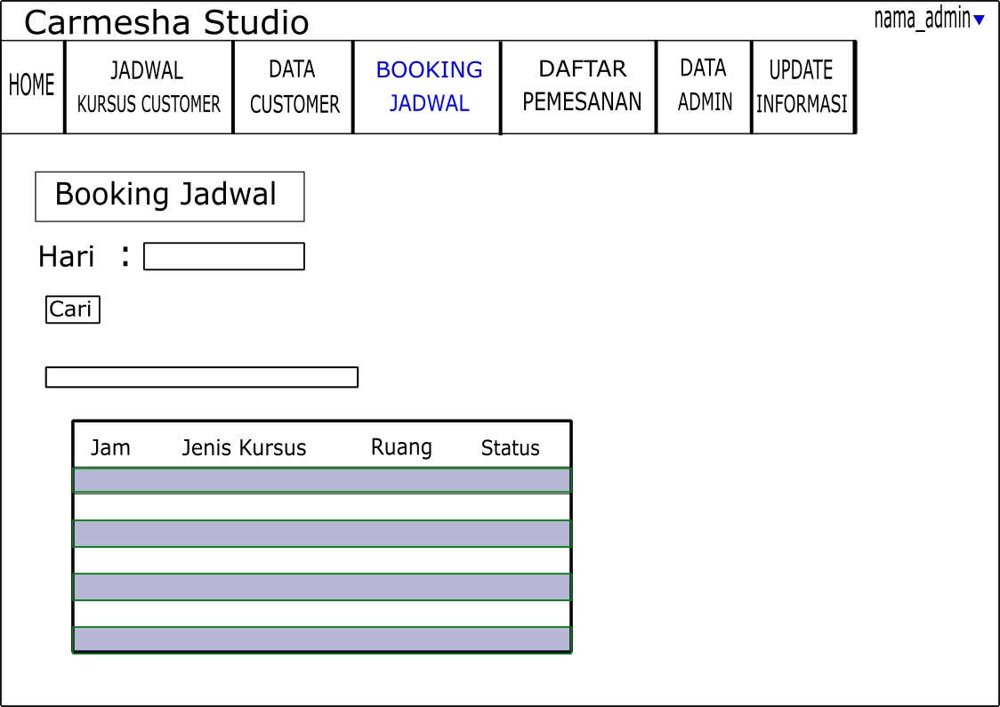 Carmesha Studio
nama_admin
HOME
JADWAL
KURSUS CUSTOMER
DATA
CUSTOMER
BOOKING
JADWAL
DAFTAR
PEMESANAN
DATA
ADMIN
UPDATE
INFORMASI
Booking Jadwal
Hari :
Cari
Jam Jenis Kursus Ruang Status